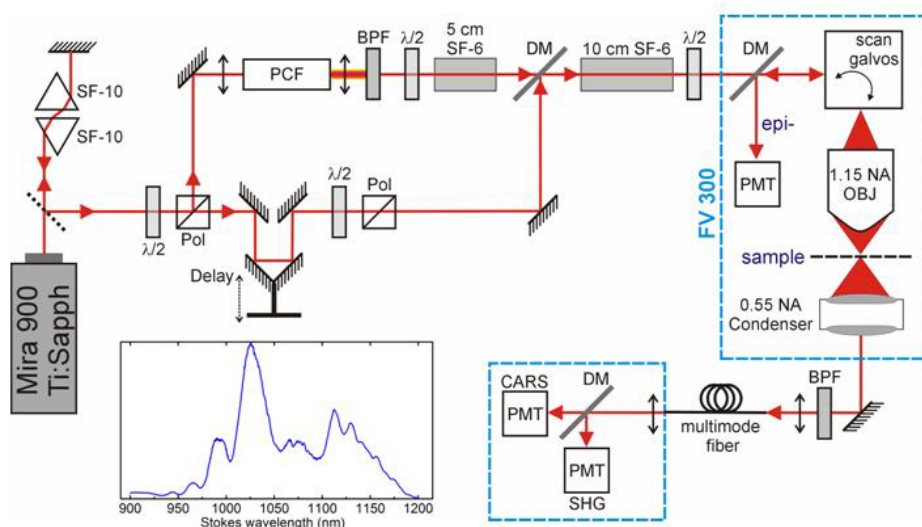 SF-10
SF-10
Mira 900
Ti:Sapph
λ/2
Pol
PCF
BPF
λ/2
5 cm
SF-6
DM
10 cm SF-6
λ/2
Delay
λ/2
Pol
FV 300
DM
scan
galvos
epi-
PMT
1.15 NA
OBJ
sample
0.55 NA
Condenser
BPF
multimode
fiber
DM
CARS
PMT
PMT
SHG
900 950 1000 1050 1100 1150 1200
Stokes wavelength (nm)